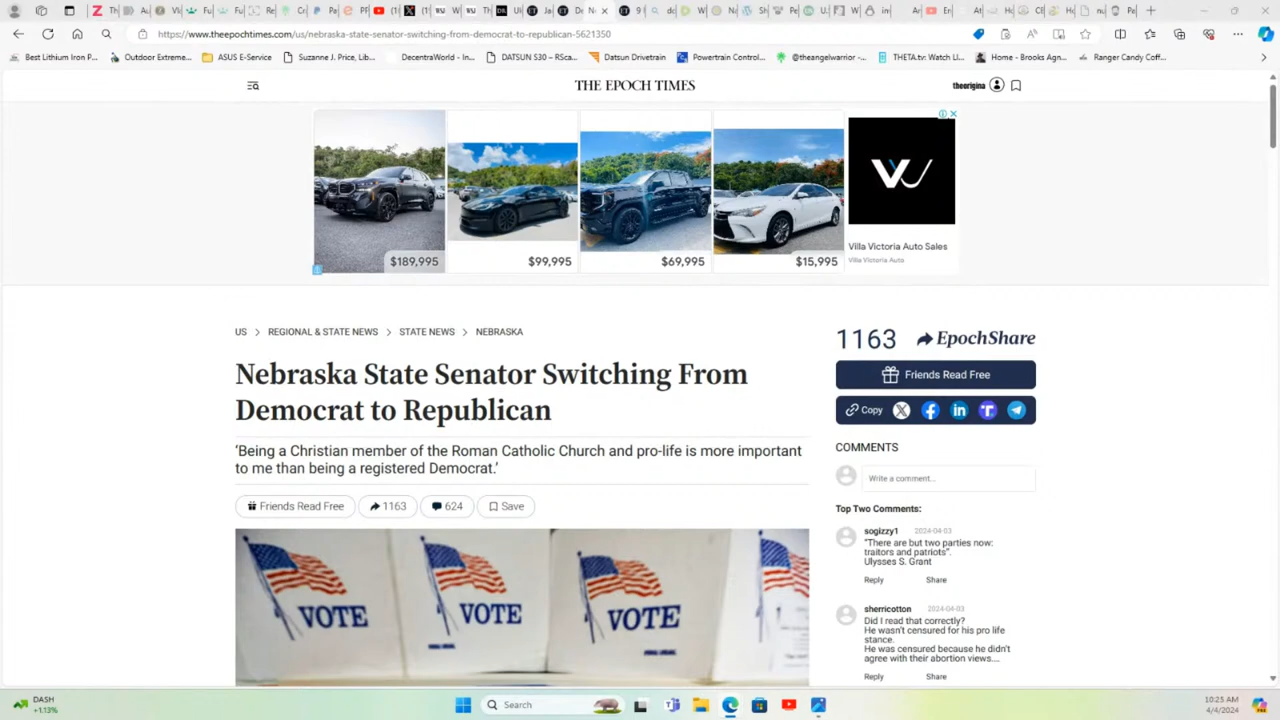 https://www.theepochtimes.com/us/nebraska-state-senator-switching-from-democrat-to-republican-5621350
Best Lithium Iron P...
Outdoor Extreme...
ASUS E-Service
Suzanne J. Price, Lib...
DecentraWorld - In...
DATSUN S30 - RSca...
Datsun Drivetrain
Powertrain Control...
@theangelwarrior -...
THETA.tv: Watch LI...
Home - Brooks Agn...
Ranger Candy Coff...
THE EPOCH TIMES
theorigina
$189,995
$99,995
$69,995
$15,995
VU
Villa Victoria Auto Sales
Villa Victoria Auto
US > REGIONAL & STATE NEWS > STATE NEWS > NEBRASKA
Nebraska State Senator Switching From
Democrat to Republican
‘Being a Christian member of the Roman Catholic Church and pro-life is more important
to me than being a registered Democrat.’
Friends Read Free
1163
624
Save
VOTE
VOTE
VOTE
1163
EpochShare
Friends Read Free
Copy
COMMENTS
Write a comment...
Top Two Comments:
sogizzy1 2024-04-03
“There are but two parties now:
traitors and patriots”.
Ulysses S. Grant
Reply Share
sherricotton 2024-04-03
Did I read that correctly?
He wasn't censured for his pro life
stance.
He was censured because he didn't
agree with their abortion views....
Reply Share
DASH
+1.13%
Search
10:25 AM
4/4/2024